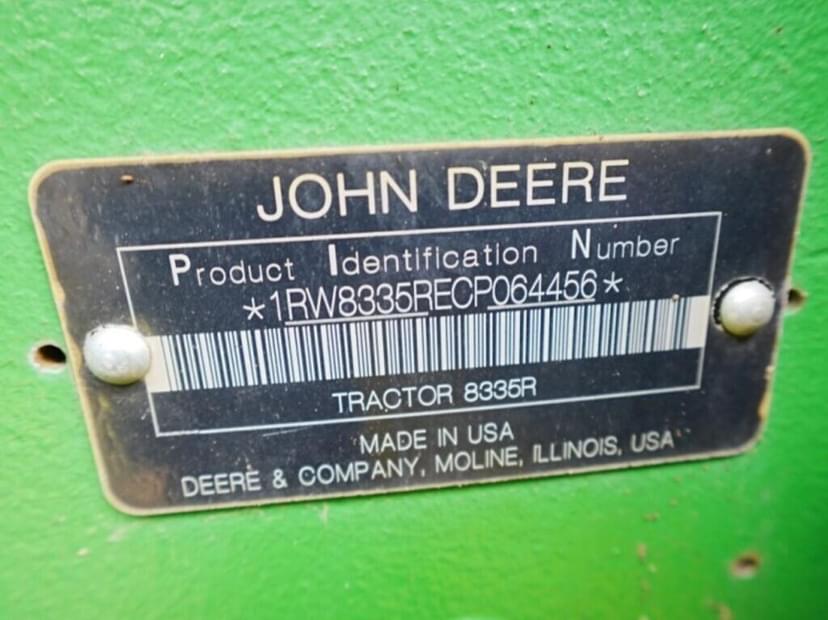 JOHN DEERE
Product Identification Number
*1RW8335RECP064456*
TRACTOR 8335R
MADE IN USA
DEERE & COMPANY, MOLINE, ILLINOIS, USA